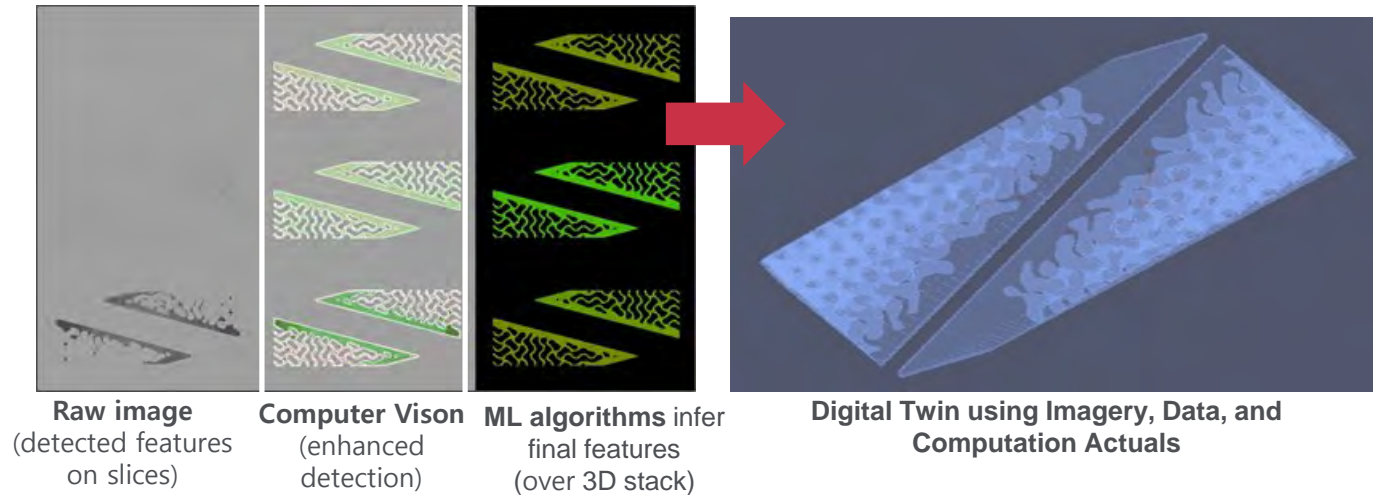 Raw image
(detected features
on slices)
Computer Vison
(enhanced
detection)
ML algorithms infer
final features
(over 3D stack)
Digital Twin using Imagery, Data, and
Computation Actuals